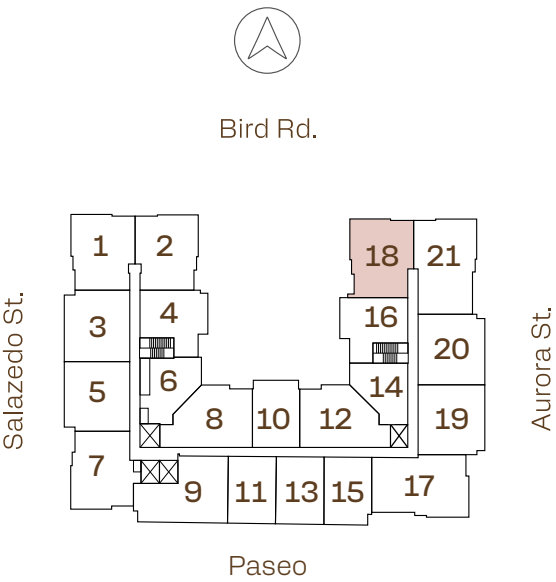 Bird Rd.
1 2 18 21
4 16
3 20
Salazedo St.
Aurora St.
6 14
5 8 10 12 19
7 9 11 13 15 17
Paseo